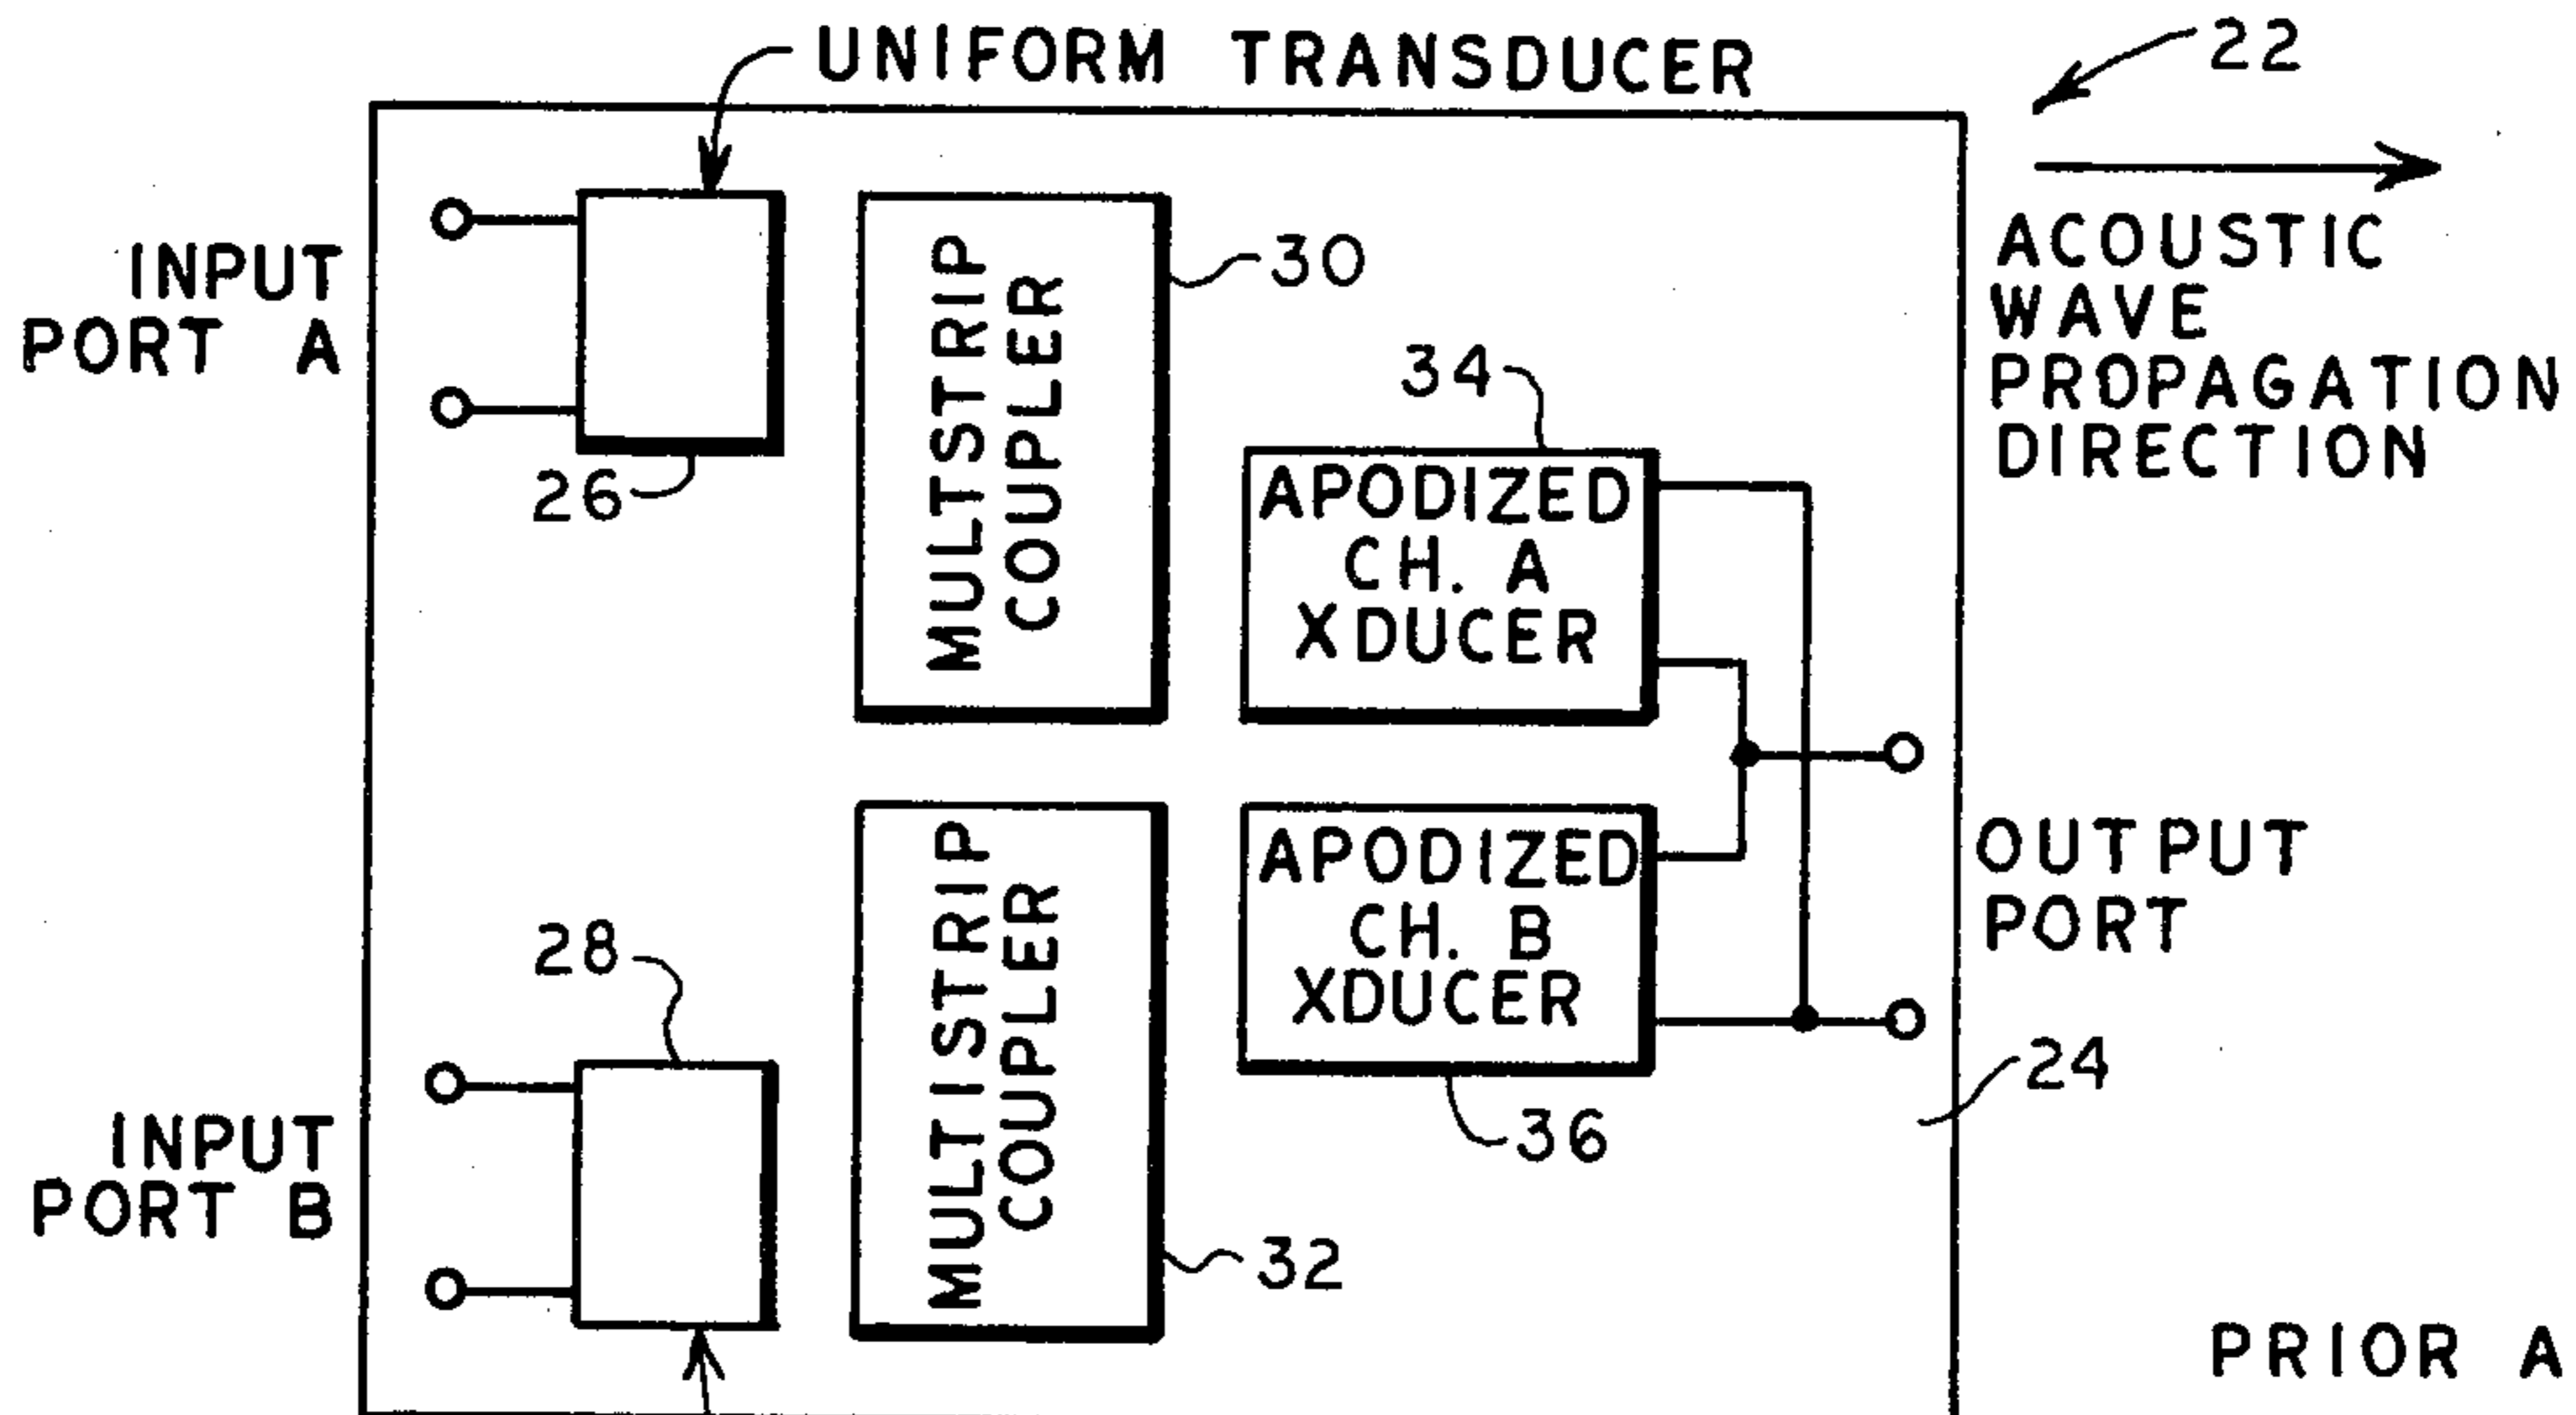 UNIFORM TRANSDUCER
22
INPUT
PORT A
26
MULTSTRIP
COUPLER
30
ACOUSTIC
WAVE
PROPAGATION
DIRECTION
34
APODIZED
CH. A
XDUCER
APODIZED
CH. B
XDUCER
36
OUTPUT
PORT
24
28
INPUT
PORT B
MULTISTRIP
COUPLER
32
PRIOR A